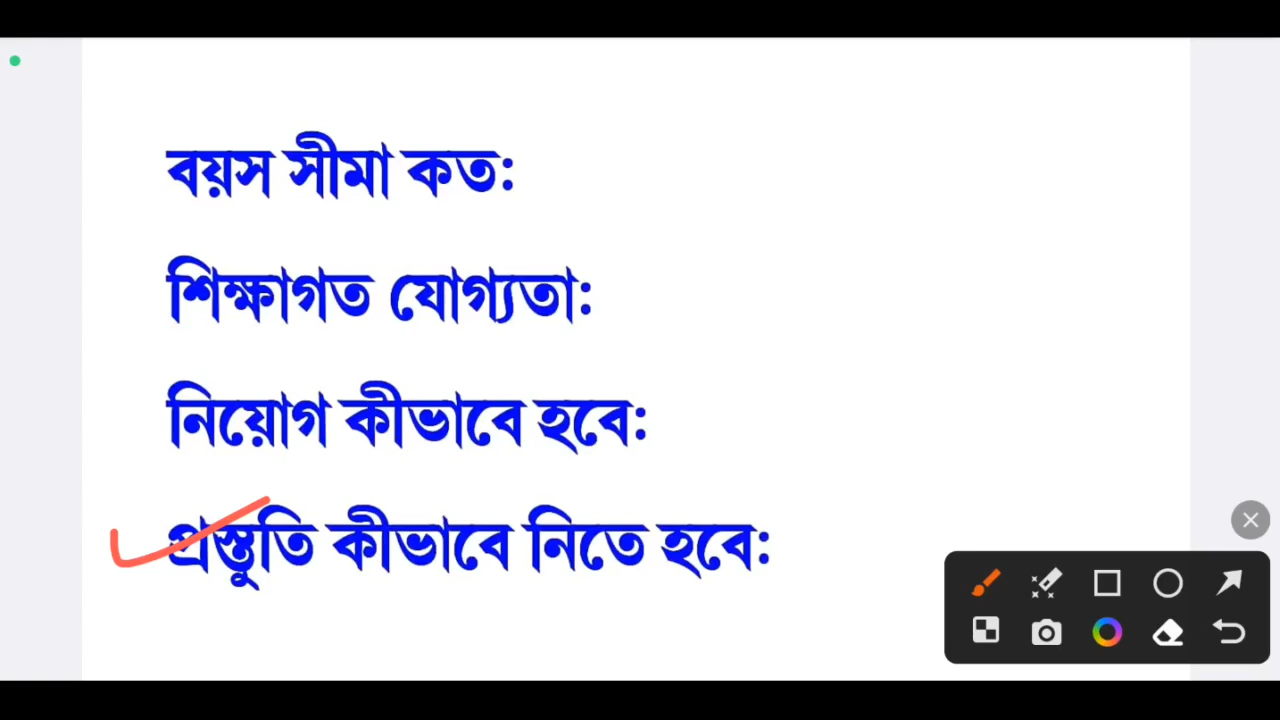 বয়স সীমা কত:
শিক্ষাগত যোগ্যতা:
নিয়োগ কীভাবে হবে:
প্রস্তুতি কীভাবে নিতে হবে: